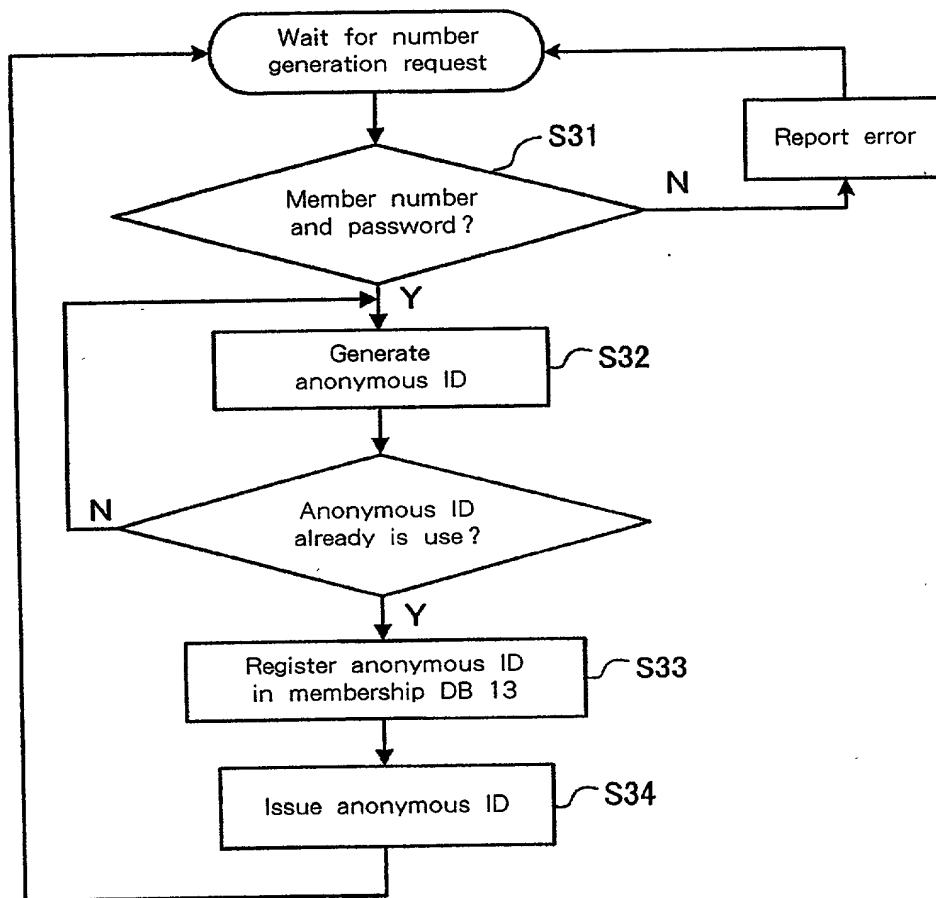 Wait for number
generation request
S31
Report error
Member number
and password?
N
Y
Generate
anonymous ID
S32
Anonymous ID
already is use?
N
Y
Register anonymous ID
in membership DB 13
S33
Issue anonymous ID
S34